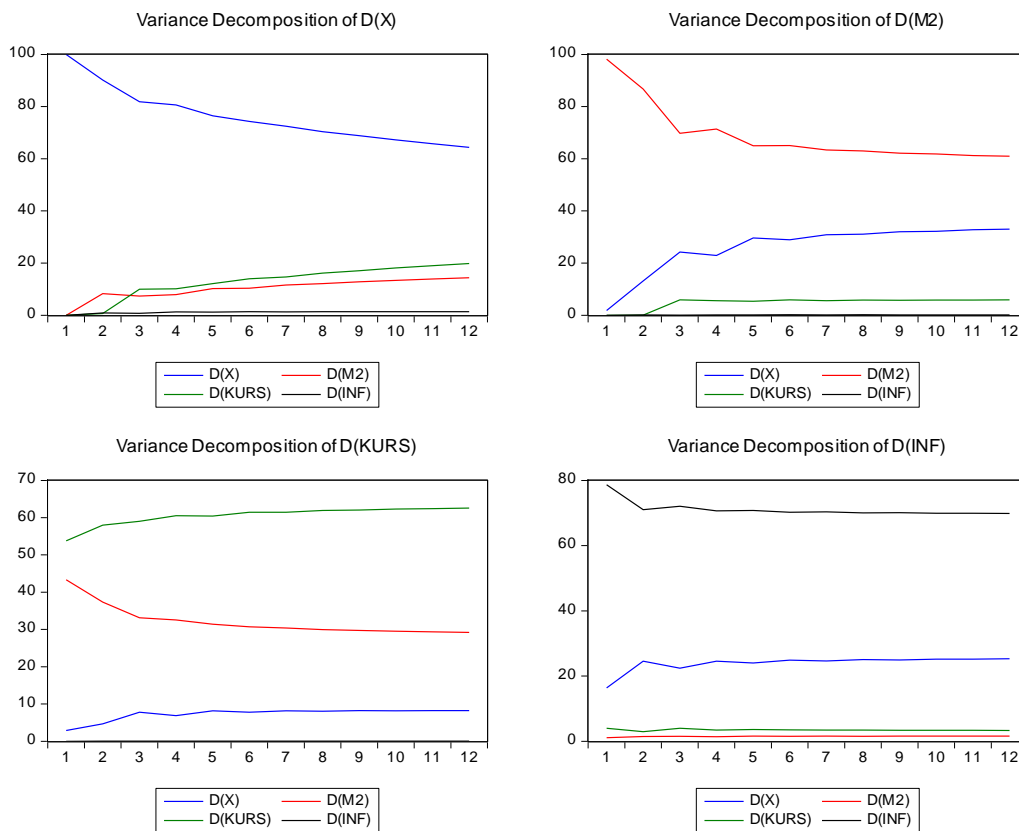 Variance Decomposition of D(X)
100
80
60
40
20
0
1 2 3 4 5 6 7 8 9 10 11 12
D(X) D(M2)
D(KURS) D(INF)
Variance Decomposition of D(M2)
100
80
60
40
20
0
1 2 3 4 5 6 7 8 9 10 11 12
D(X) D(M2)
D(KURS) D(INF)
Variance Decomposition of D(KURS)
70
60
50
40
30
20
10
0
1 2 3 4 5 6 7 8 9 10 11 12
D(X) D(M2)
D(KURS) D(INF)
Variance Decomposition of D(INF)
80
60
40
20
0
1 2 3 4 5 6 7 8 9 10 11 12
D(X) D(M2)
D(KURS) D(INF)